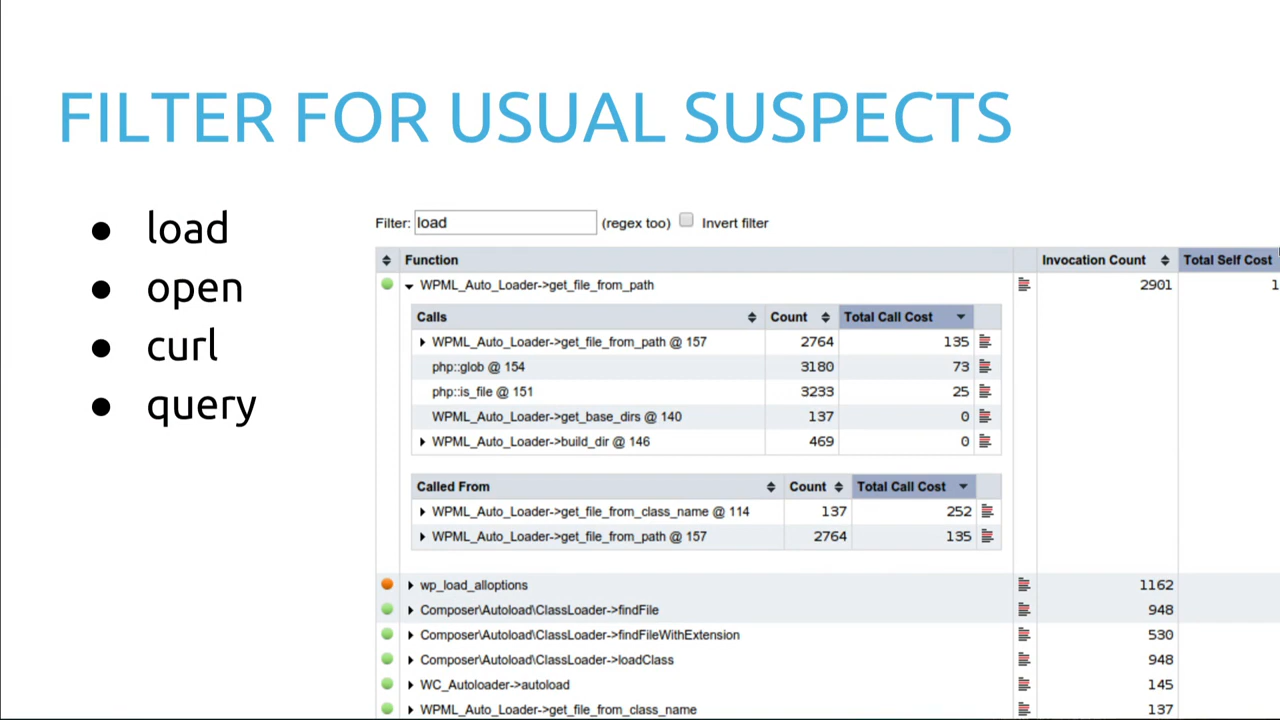 FILTER FOR USUAL SUSPECTS
● load
● open
● curl
● query
Filter: load (regex too) Invert filter
Function Invocation Count Total Self Cost
WPML_Auto_Loader->get_file_from_path 2901 1
Calls Count Total Call Cost
WPML_Auto_Loader->get_file_from_path @ 157 2764 135
php::glob @ 154 3180 73
php::is_file @ 151 3233 25
WPML_Auto_Loader->get_base_dirs @ 140 137 0
WPML_Auto_Loader->build_dir @ 146 469 0
Called From Count Total Call Cost
WPML_Auto_Loader->get_file_from_class_name @ 114 137 252
WPML_Auto_Loader->get_file_from_path @ 157 2764 135
wp_load_alloptions 1162
Composer\Autoload\ClassLoader->findFile 948
Composer\Autoload\ClassLoader->findFileWithExtension 530
Composer\Autoload\ClassLoader->loadClass 948
WC_Autoloader->autoload 145
WPML_Auto_Loader->get_file_from_class_name 137